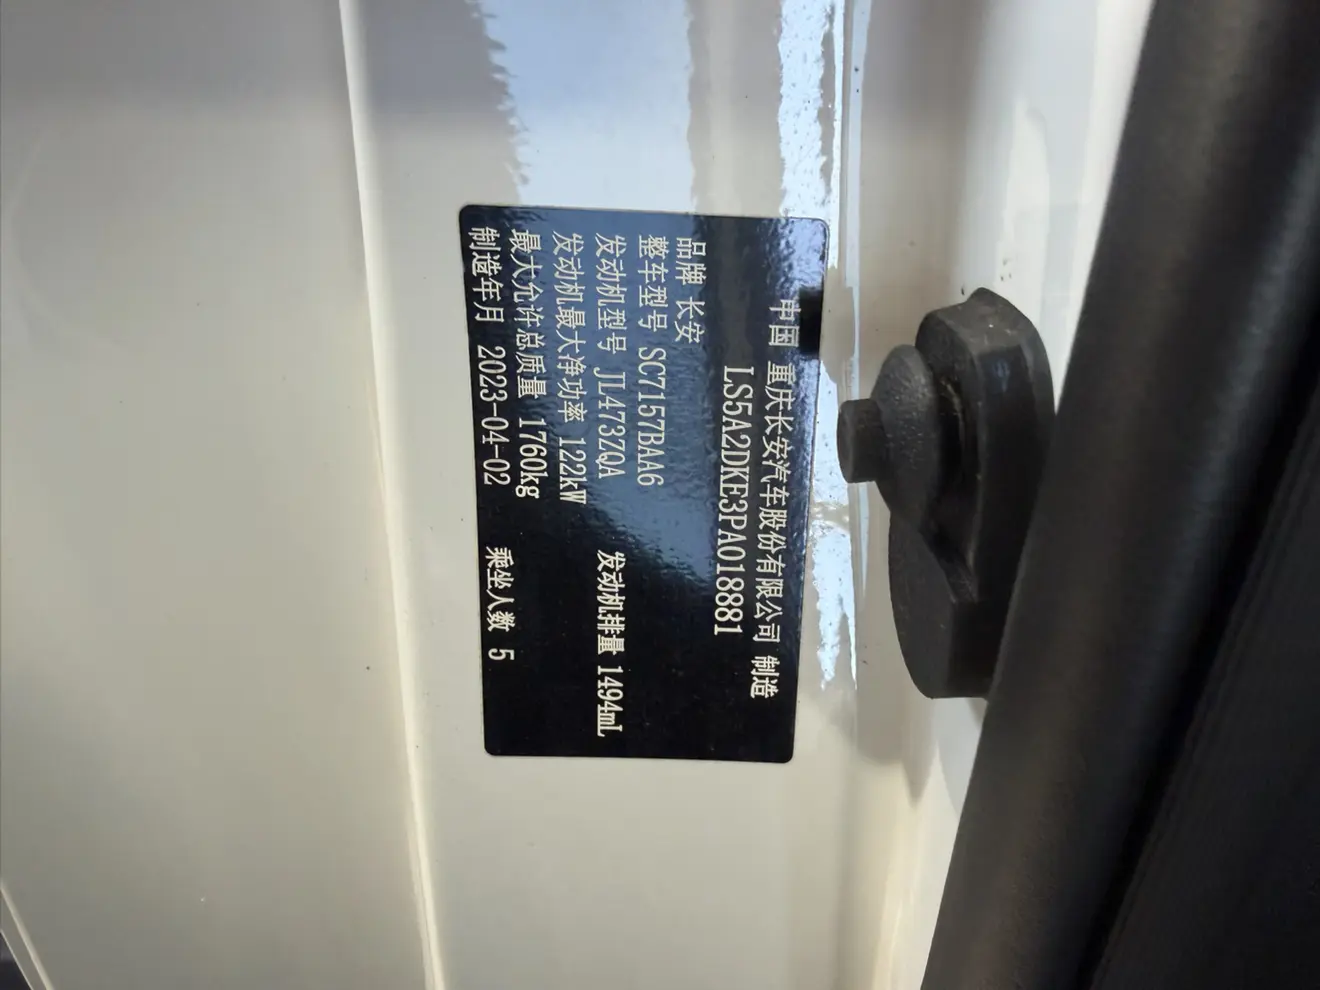 中国 重庆长安汽车股份有限公司 制造
LS5A2DKE3PA018881
品牌 长安
整车型号 SC7157BAA6
发动机型号 JL473ZQA 发动机排量 1494mL
发动机最大净功率 122kW
最大允许总质量 1760kg
制造年月 2023-04-02 乘坐人数 5